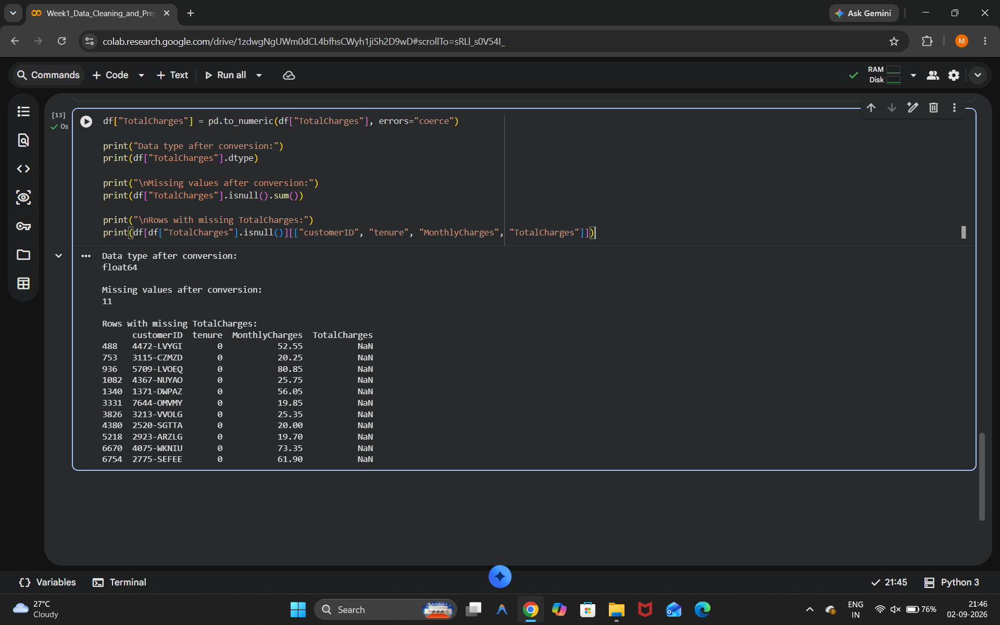 Week1_Data_Cleaning_and_Pre
Ask Gemini
colab.research.google.com/drive/1zdwgNgUWm0dCL4bfhsCWyh1jiSh2D9wD#scrollTo=sRLl_s0V54I_
M
Commands + Code + Text Run all
RAM
Disk
[13]
0s
df["TotalCharges"] = pd.to_numeric(df["TotalCharges"], errors="coerce")
print("Data type after conversion:")
print(df["TotalCharges"].dtype)
print("\nMissing values after conversion:")
print(df["TotalCharges"].isnull().sum())
print("\nRows with missing TotalCharges:")
print(df[df["TotalCharges"].isnull()][["customerID", "tenure", "MonthlyCharges", "TotalCharges"]])
Data type after conversion:
float64
Missing values after conversion:
11
Rows with missing TotalCharges:
customerID tenure MonthlyCharges TotalCharges
488 4472-LVYGI 0 52.55 NaN
753 3115-CZMZD 0 20.25 NaN
936 5709-LVOEQ 0 80.85 NaN
1082 4367-NUYAO 0 25.75 NaN
1340 1371-DWPAZ 0 56.05 NaN
3331 7644-OMVMY 0 19.85 NaN
3826 3213-VVOLG 0 25.35 NaN
4380 2520-SGTTA 0 20.00 NaN
5218 2923-ARZLG 0 19.70 NaN
6670 4075-WKNIU 0 73.35 NaN
6754 2775-SEFEE 0 61.90 NaN
Variables Terminal
21:45 Python 3
27°C
Cloudy
Search
ENG
IN
76%
21:46
02-09-2026